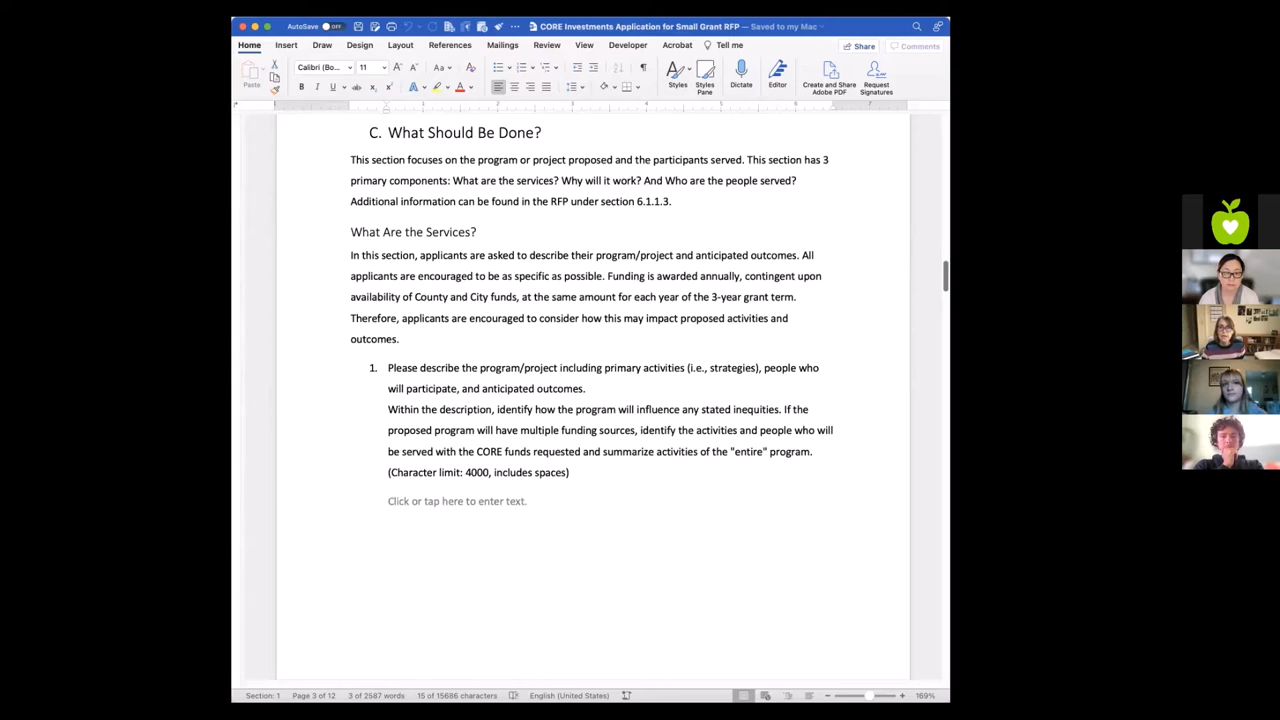 AutoSave OFF
CORE Investments Application for Small Grant RFP — Saved to my Mac
Home Insert Draw Design Layout References Mailings Review View Developer Acrobat Tell me Share Comments
Paste Calibri (Bo... 11 Aa Styles Styles Pane Dictate Editor Create and Share Adobe PDF Request Signatures
B I U ab x x A A
1 2 3 4 5 6 7
C. What Should Be Done?
This section focuses on the program or project proposed and the participants served. This section has 3
primary components: What are the services? Why will it work? And Who are the people served?
Additional information can be found in the RFP under section 6.1.1.3.
What Are the Services?
In this section, applicants are asked to describe their program/project and anticipated outcomes. All
applicants are encouraged to be as specific as possible. Funding is awarded annually, contingent upon
availability of County and City funds, at the same amount for each year of the 3-year grant term.
Therefore, applicants are encouraged to consider how this may impact proposed activities and
outcomes.
1. Please describe the program/project including primary activities (i.e., strategies), people who
will participate, and anticipated outcomes.
Within the description, identify how the program will influence any stated inequities. If the
proposed program will have multiple funding sources, identify the activities and people who will
be served with the CORE funds requested and summarize activities of the "entire" program.
(Character limit: 4000, includes spaces)
Click or tap here to enter text.
Section: 1 Page 3 of 12 3 of 2587 words 15 of 15686 characters English (United States) 169%